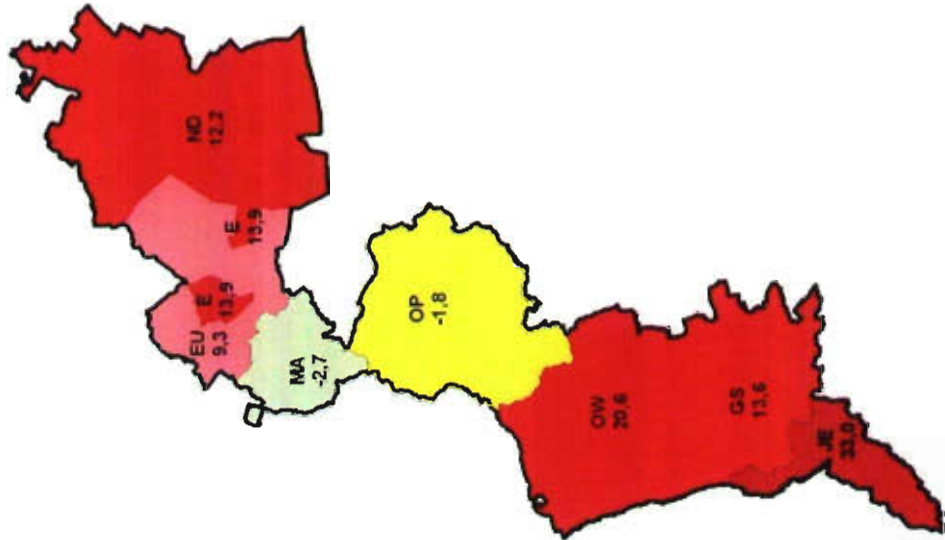 ND
12,2
E
13,9
E
13,9
EU
9,3
MA
-2,7
OP
-1,8
OW
20,6
GS
13,6
JE
33,0